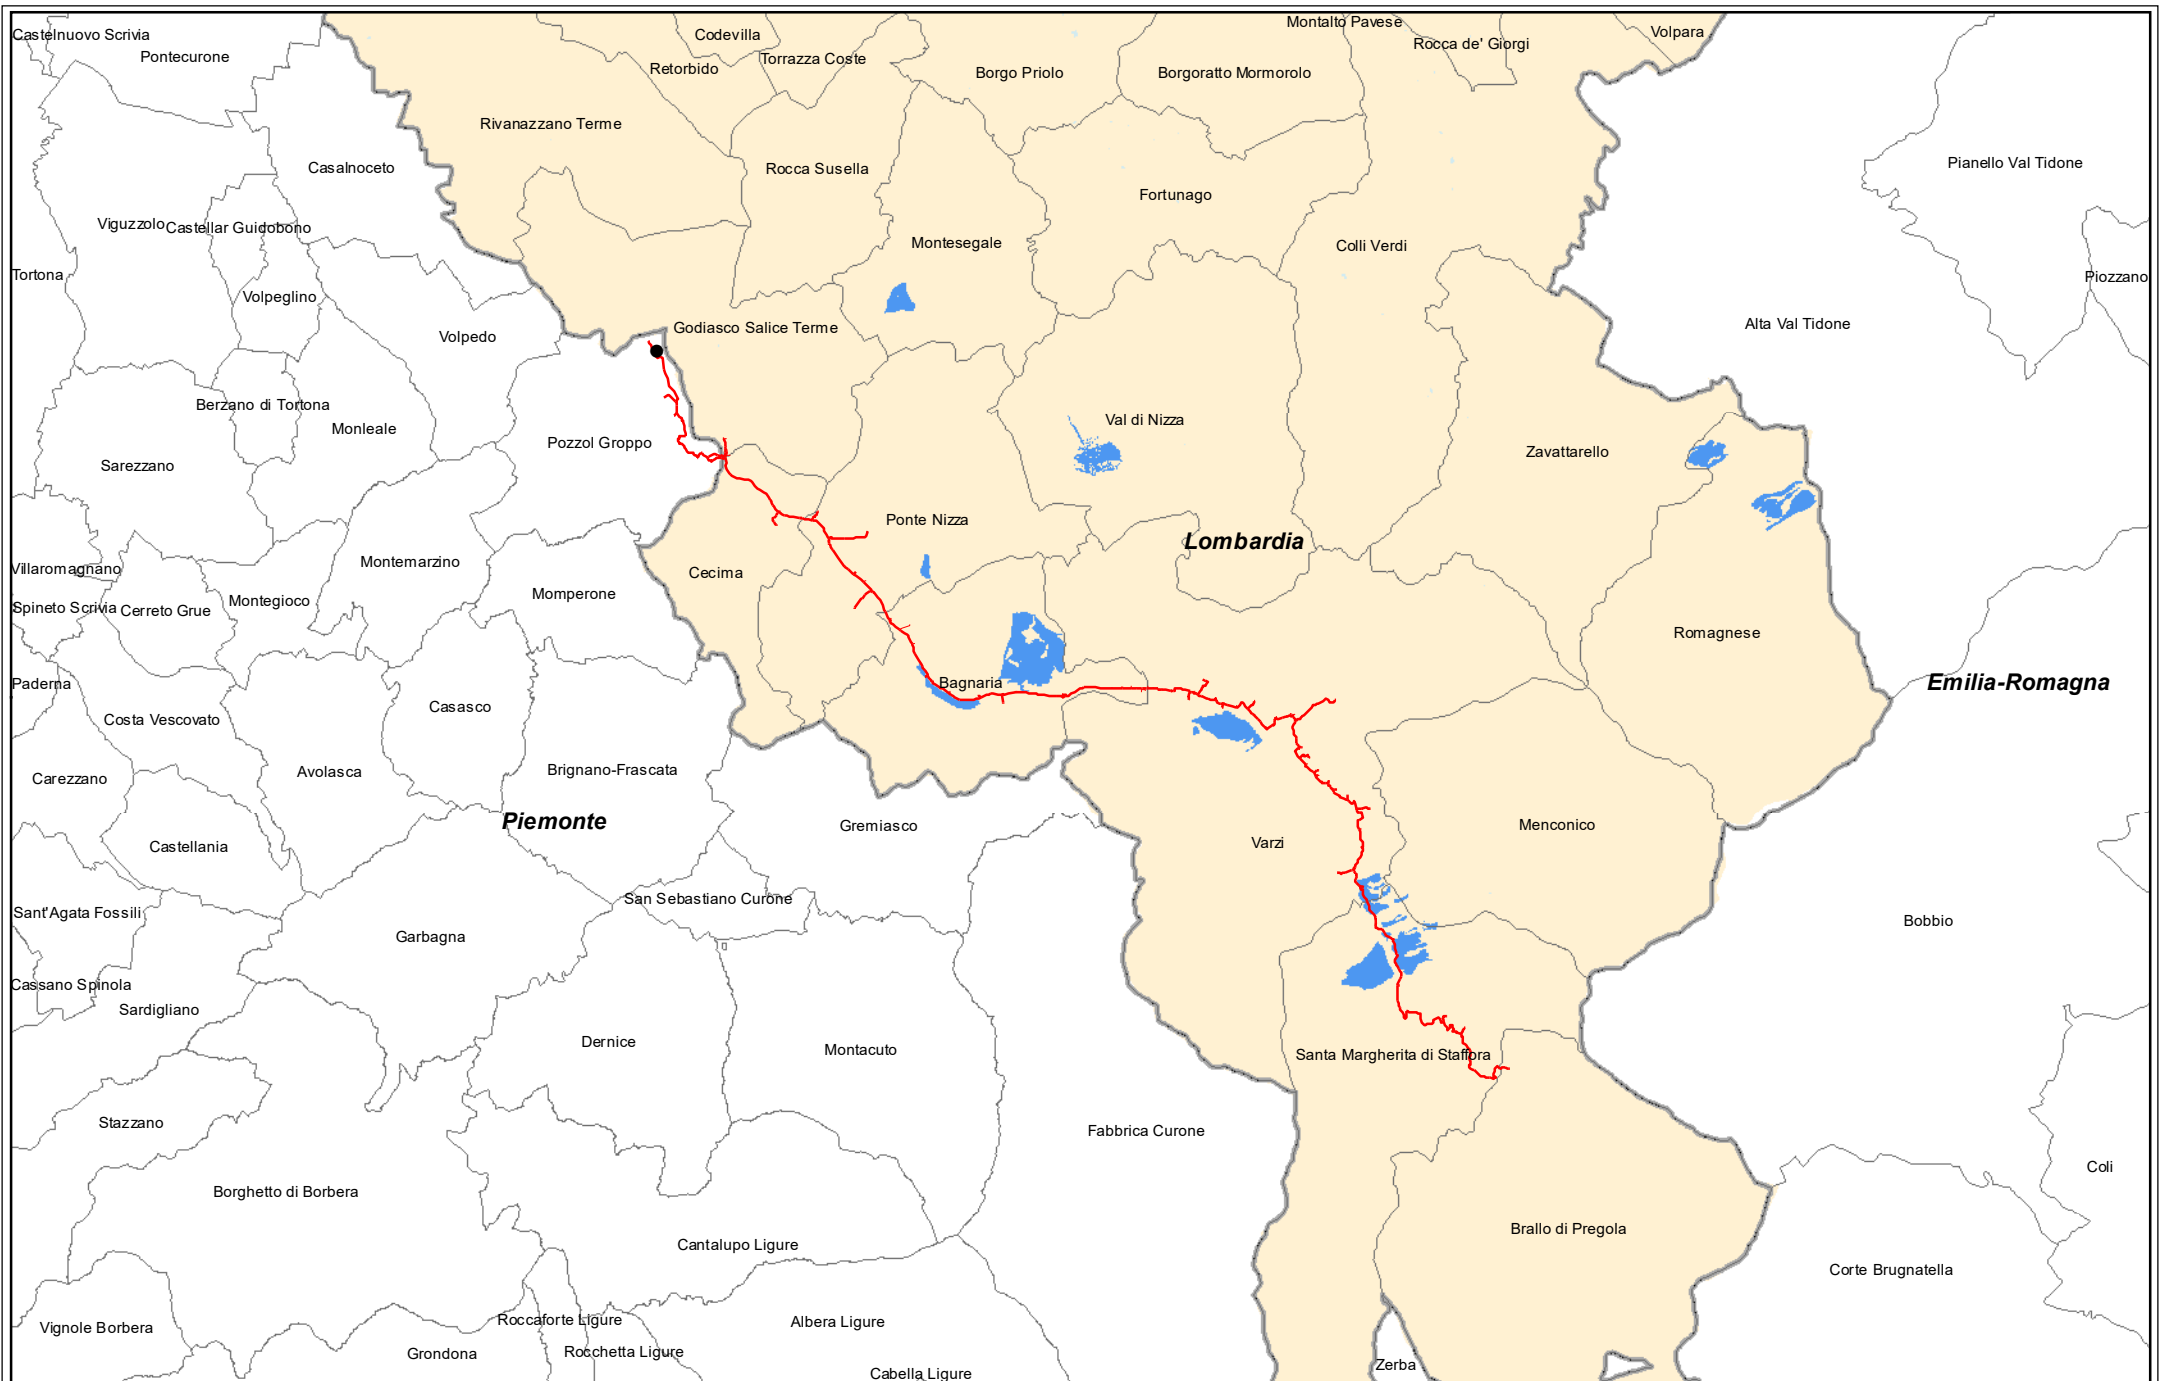 Castelnuovo Scrivia
Pontecurone
Codevilla
Montalto Pavese
Volpara
Rocca de' Giorgi
Retorbido
Torrazza Coste
Borgo Priolo
Borgoratto Mormorolo
Rivanazzano Terme
Casalnoceto
Rocca Susella
Pianello Val Tidone
Fortunago
Viguzzolo
Castellar Guidobono
Montesegale
Colli Verdi
Tortona
Piozzano
Volpeglino
Godiasco Salice Terme
Alta Val Tidone
Volpedo
Berzano di Tortona
Monleale
Val di Nizza
Pozzol Groppo
Zavattarello
Sarezzano
Ponte Nizza
Lombardia
Villaromagnano
Montemarzino
Cecima
Momperone
Montegioco
Spineto Scrivia
Cerreto Grue
Romagnese
Paderna
Bagnaria
Emilia-Romagna
Casasco
Costa Vescovato
Carezzano
Avolasca
Brignano-Frascata
Piemonte
Gremiasco
Menconico
Varzi
Castellania
San Sebastiano Curone
Sant'Agata Fossili
Bobbio
Garbagna
Cassano Spinola
Sardigliano
Dernice
Montacuto
Santa Margherita di Staffora
Stazzano
Fabbrica Curone
Coli
Borghetto di Borbera
Brallo di Pregola
Cantalupo Ligure
Corte Brugnatella
Roccaforte Ligure
Albera Ligure
Vignole Borbera
Grondona
Rocchetta Ligure
Zerba
Cabella Ligure